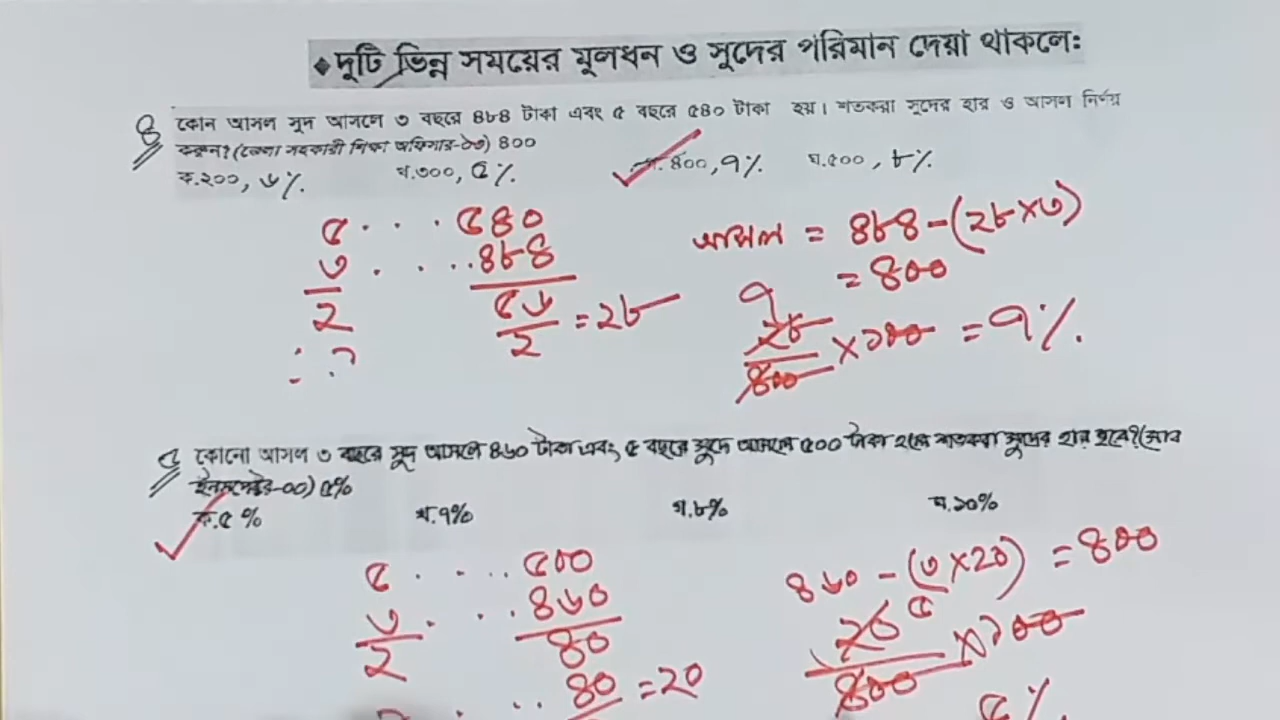 ♦দুটি ভিন্ন সময়ের মূলধন ও সুদের পরিমান দেয়া থাকলে:
৪ কোন আসল সুদ আসলে ৩ বছরে ৪৮৪ টাকা এবং ৫ বছরে ৫৪০ টাকা হয়। শতকরা সুদের হার ও আসল নির্ণয়
করুন? (জেলা সহকারী শিক্ষা অফিসার-৯৩) ৪০০
ক.২০০, ৬% খ.৩০০, ৫% ৪০০, ৭% ঘ.৫০০, ৮%
৫ . . . ৫৪০
৩ . . . . ৪৮৪
২ ৫৬/২ = ২৮
আসল = ৪৮৪ – (২৮×৩)
= ৪০০
৭
২৮/৪০০ × ১০০ = ৭%.
৫ কোনো আসল ৩ বছরে সুদ আসলে ৪৬০ টাকা এবং ৫ বছরে সুদে আসলে ৫০০ টাকা হলে শতকরা সুদের হার হবে? (সাব
ইন্সপেক্টর-০০) ৫%
ক.৫% খ.৭% গ.৮% ঘ.১০%
৫ . . . . ৫০০
৩ . . . . ৪৬০
২ ৪০
. . . ৪০ = ২০
৪৬০ – (৩×২০) = ৪০০
৫
২০/৪০০ × ১০০
৫%